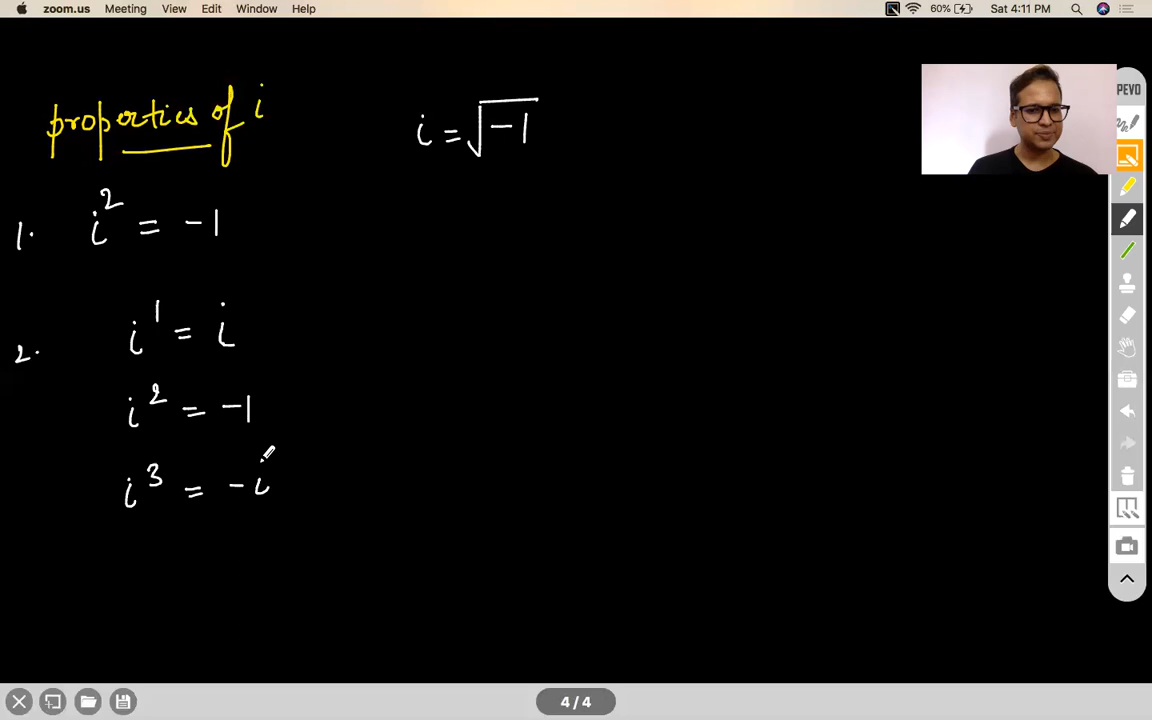 zoom.us Meeting View Edit Window Help 60% Sat 4:11 PM
properties of i
i = √-1
1. i² = -1
2. i¹ = i
i² = -1
i³ = -i
4 / 4